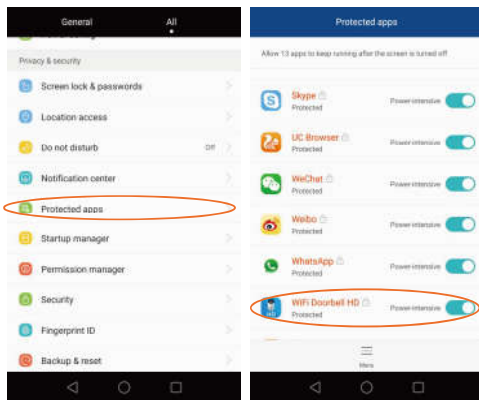 General All
Privacy & security
Screen lock & passwords
Location access
Do not disturb Off
Notification center
Protected apps
Startup manager
Permission manager
Security
Fingerprint ID
Backup & reset
Protected apps
Allow 13 apps to keep running after the screen is turned off
Skype
Protected Power-intensive
UC Browser
Protected Power-intensive
WeChat
Protected Power-intensive
Weibo
Protected Power-intensive
WhatsApp
Protected Power-intensive
WiFi Doorbell HD
Protected Power-intensive
More